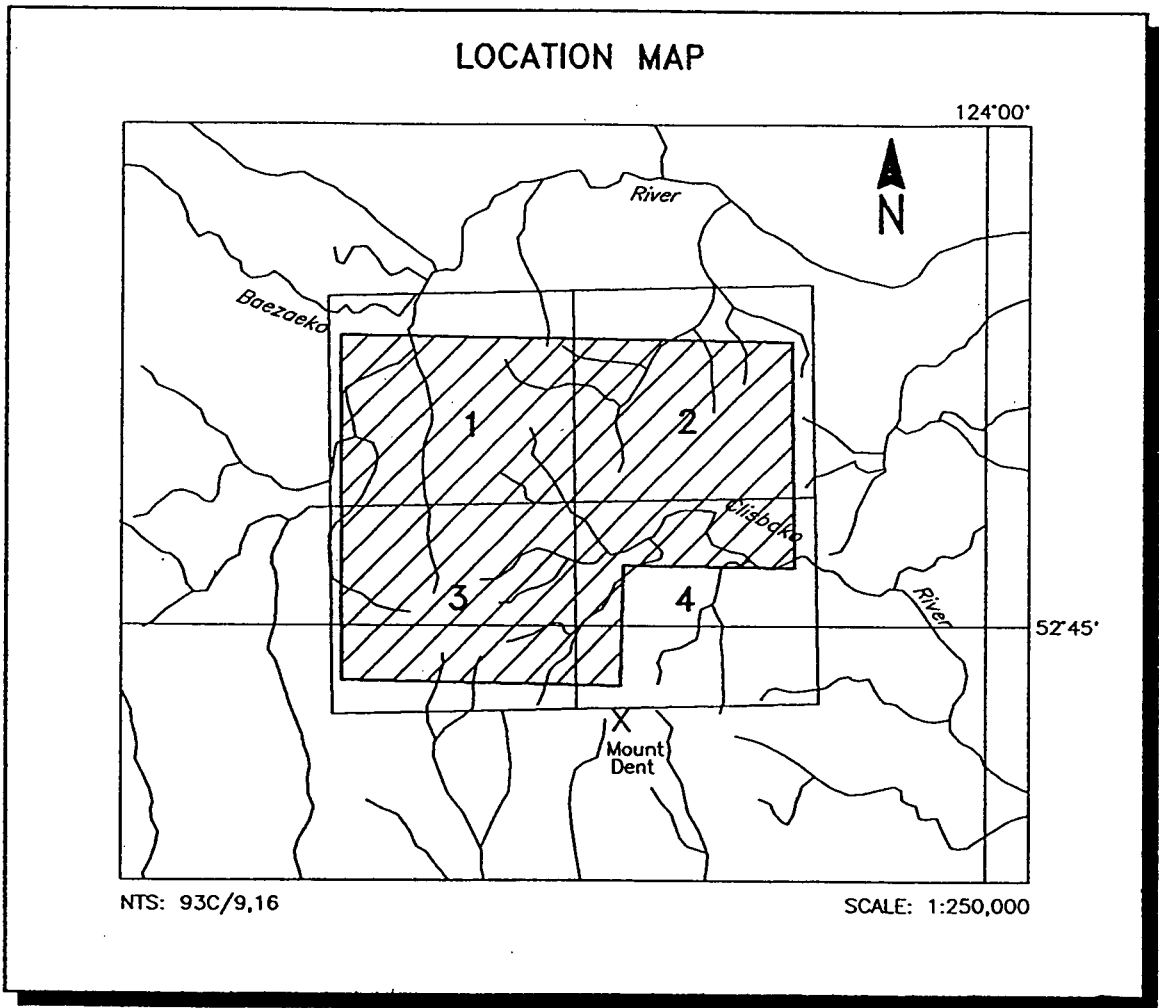 LOCATION MAP
124°00'
N
River
Baezaeko
1
2
Clisbako
3
4
River
52°45'
Mount
Dent
NTS: 93C/9,16
SCALE: 1:250,000